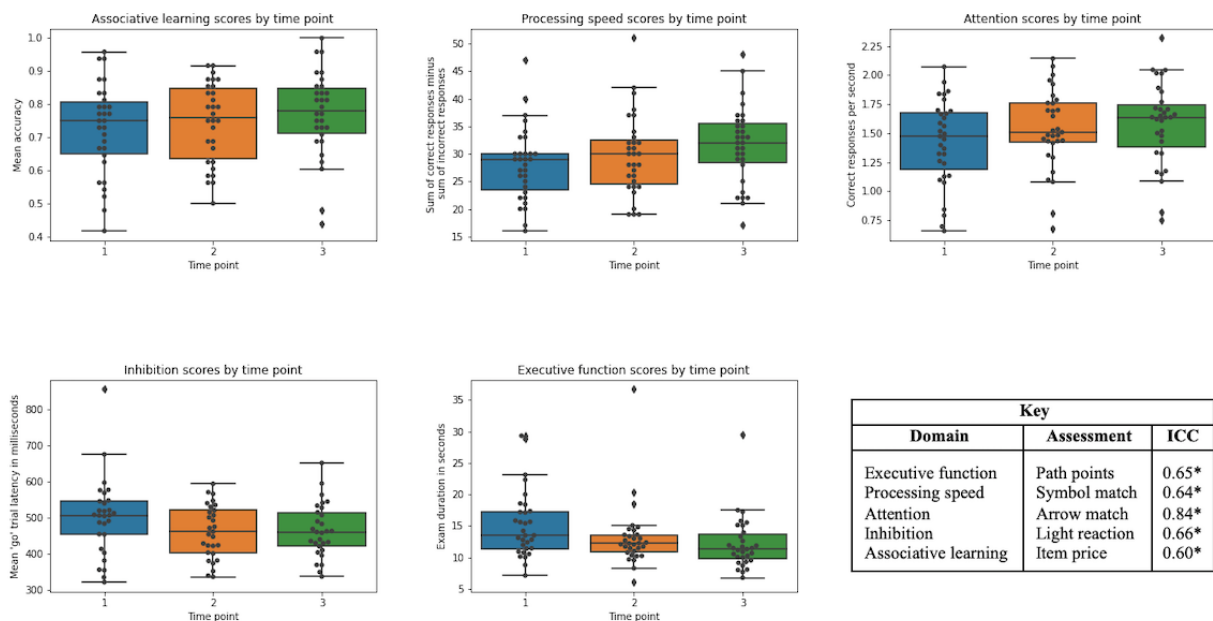 Associative learning scores by time point
Mean accuracy
1.0
0.9
0.8
0.7
0.6
0.5
0.4
1 2 3
Time point
Processing speed scores by time point
Sum of correct responses minus
sum of incorrect responses
50
45
40
35
30
25
20
15
1 2 3
Time point
Attention scores by time point
Correct responses per second
2.25
2.00
1.75
1.50
1.25
1.00
0.75
1 2 3
Time point
Inhibition scores by time point
Mean 'go' trial latency in milliseconds
800
700
600
500
400
300
1 2 3
Time point
Executive function scores by time point
Exam duration in seconds
35
30
25
20
15
10
5
1 2 3
Time point
Key
Domain Assessment ICC
Executive function Path points 0.65*
Processing speed Symbol match 0.64*
Attention Arrow match 0.84*
Inhibition Light reaction 0.66*
Associative learning Item price 0.60*